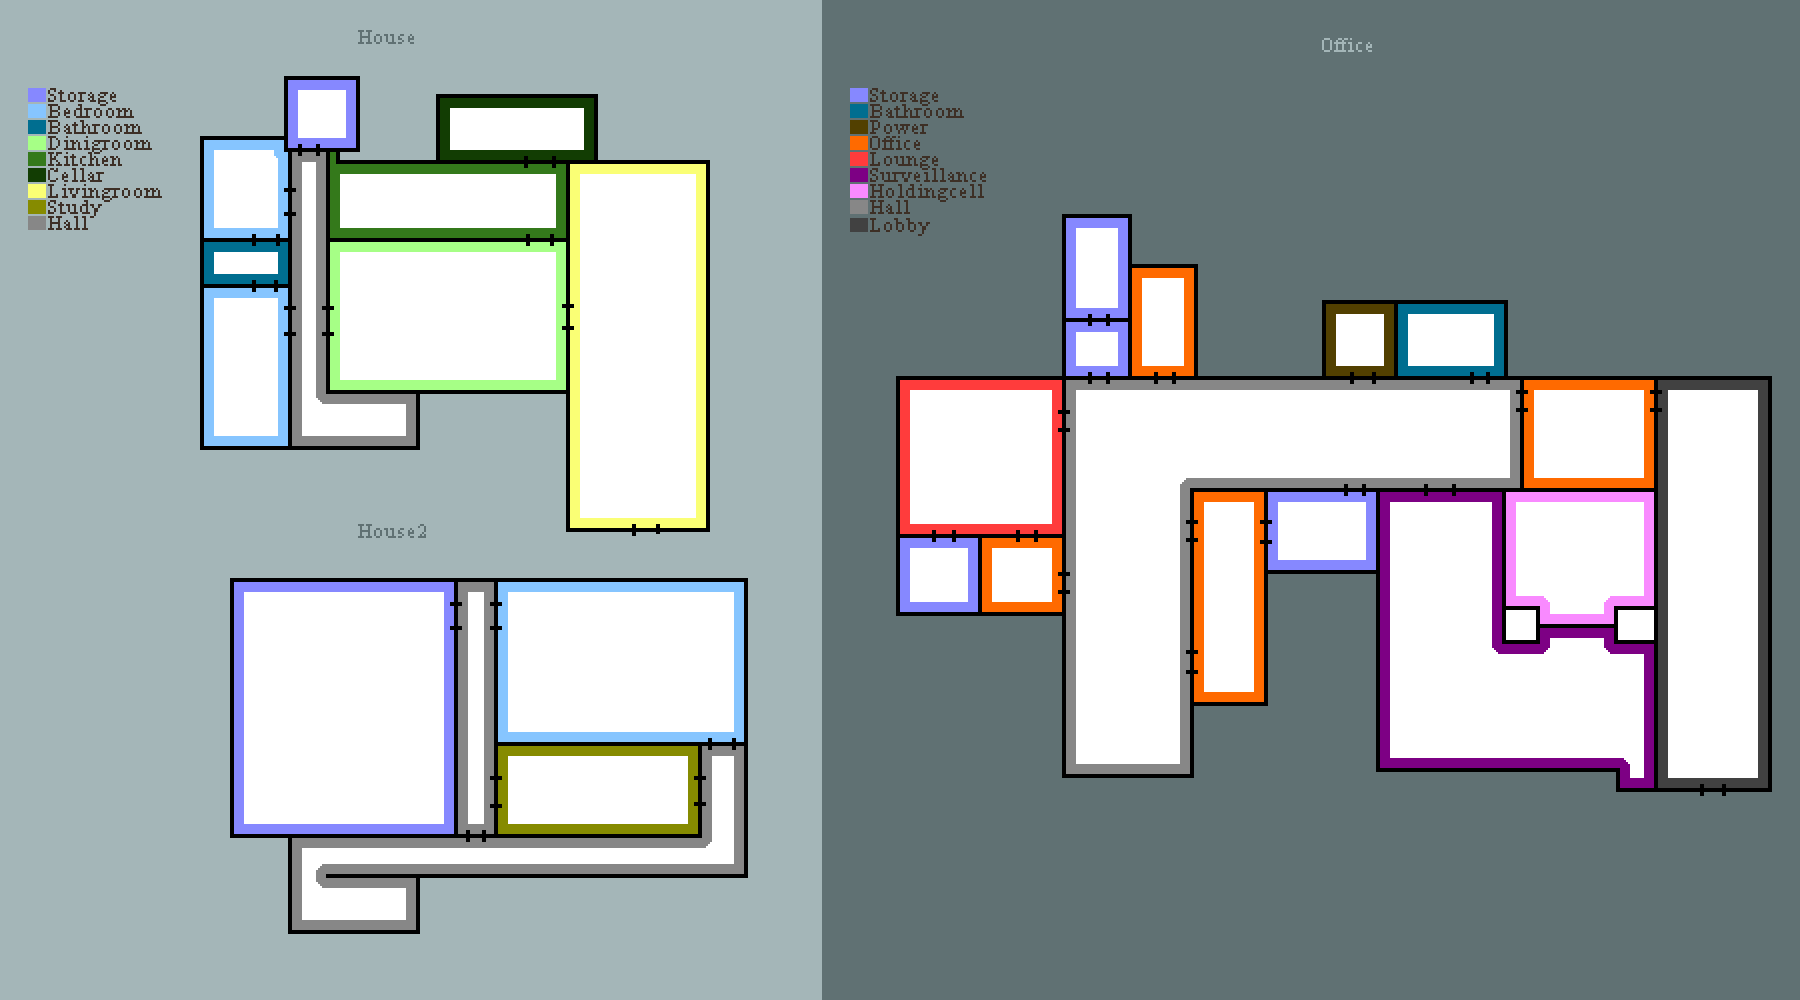 House
Storage
Bedroom
Bathroom
Dinigroom
Kitchen
Cellar
Livingroom
Study
Hall
House2
Office
Storage
Bathroom
Power
Office
Lounge
Surveillance
Holdingcell
Hall
Lobby